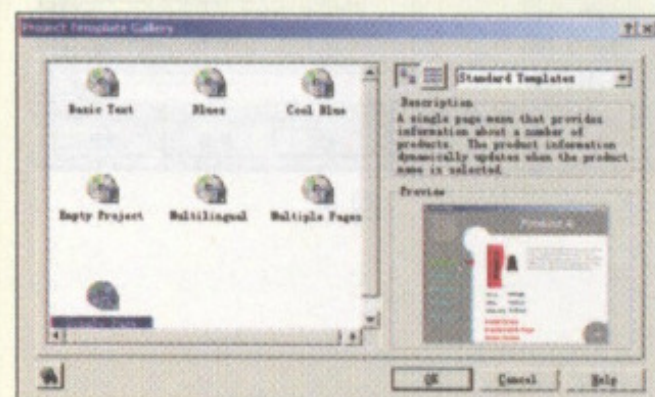 Project Template Gallery
Basic Text
Blues
Cool Blue
Empty Project
Multilingual
Multiple Pages
Standard Templates
Description
A single page menu that provides
information about a number of
products. The product information
dynamically updates when the product
name is selected.
Preview
Product A
OK
Cancel
Help